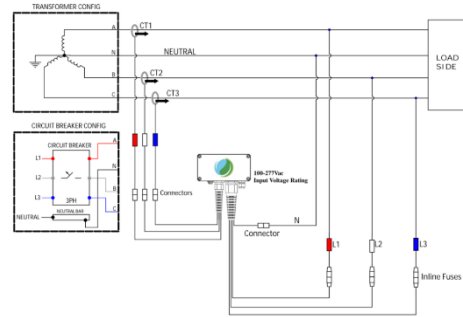 TRANSFORMER CONFIG
A
N
B
C
CT1
NEUTRAL
CT2
CT3
LOAD
SIDE
CIRCUIT BREAKER CONFIG
CIRCUIT BREAKER
L1
L2
L3
3PH
A
N
B
C
NEUTRAL
NEUTRAL BAR
Connectors
100-277Vac
Input Voltage Rating
N
Connector
L1
L2
L3
Inline Fuses